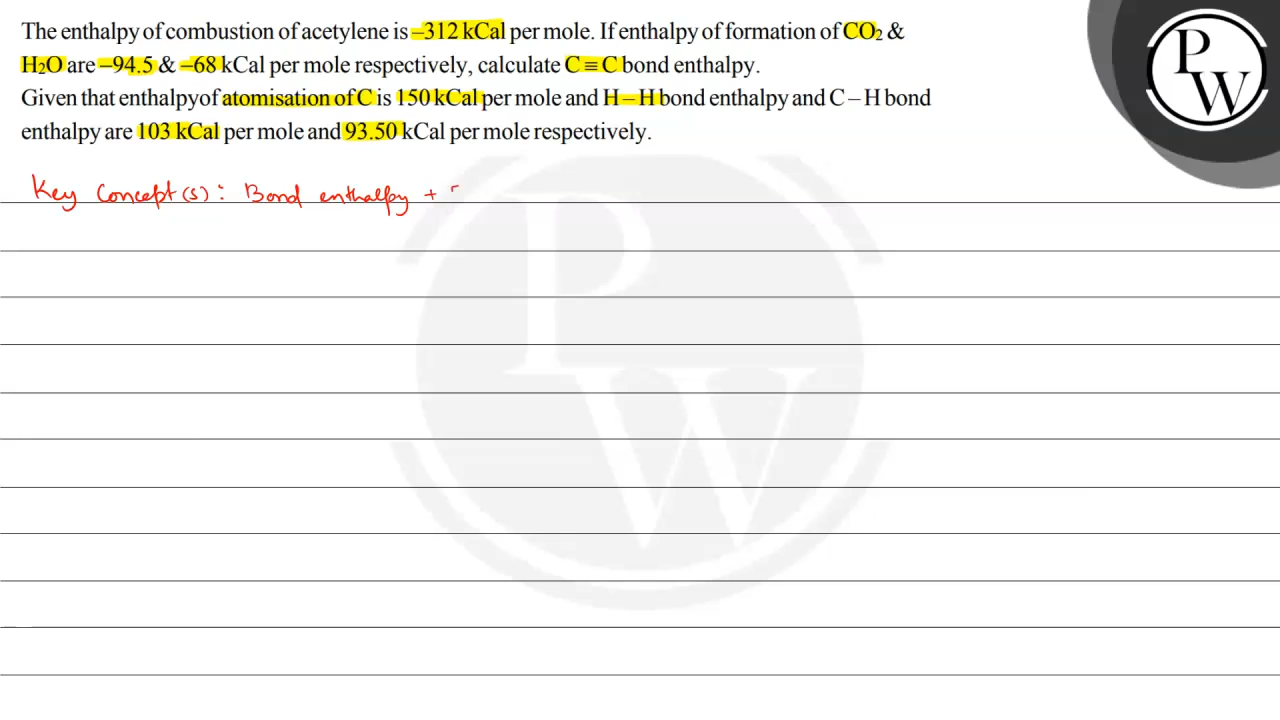 The enthalpy of combustion of acetylene is –312 kCal per mole. If enthalpy of formation of CO₂ &
H₂O are –94.5 & –68 kCal per mole respectively, calculate C ≡ C bond enthalpy.
Given that enthalpyof atomisation of C is 150 kCal per mole and H – H bond enthalpy and C – H bond
enthalpy are 103 kCal per mole and 93.50 kCal per mole respectively.
Key Concept(s): Bond enthalpy +
P
W
P
W